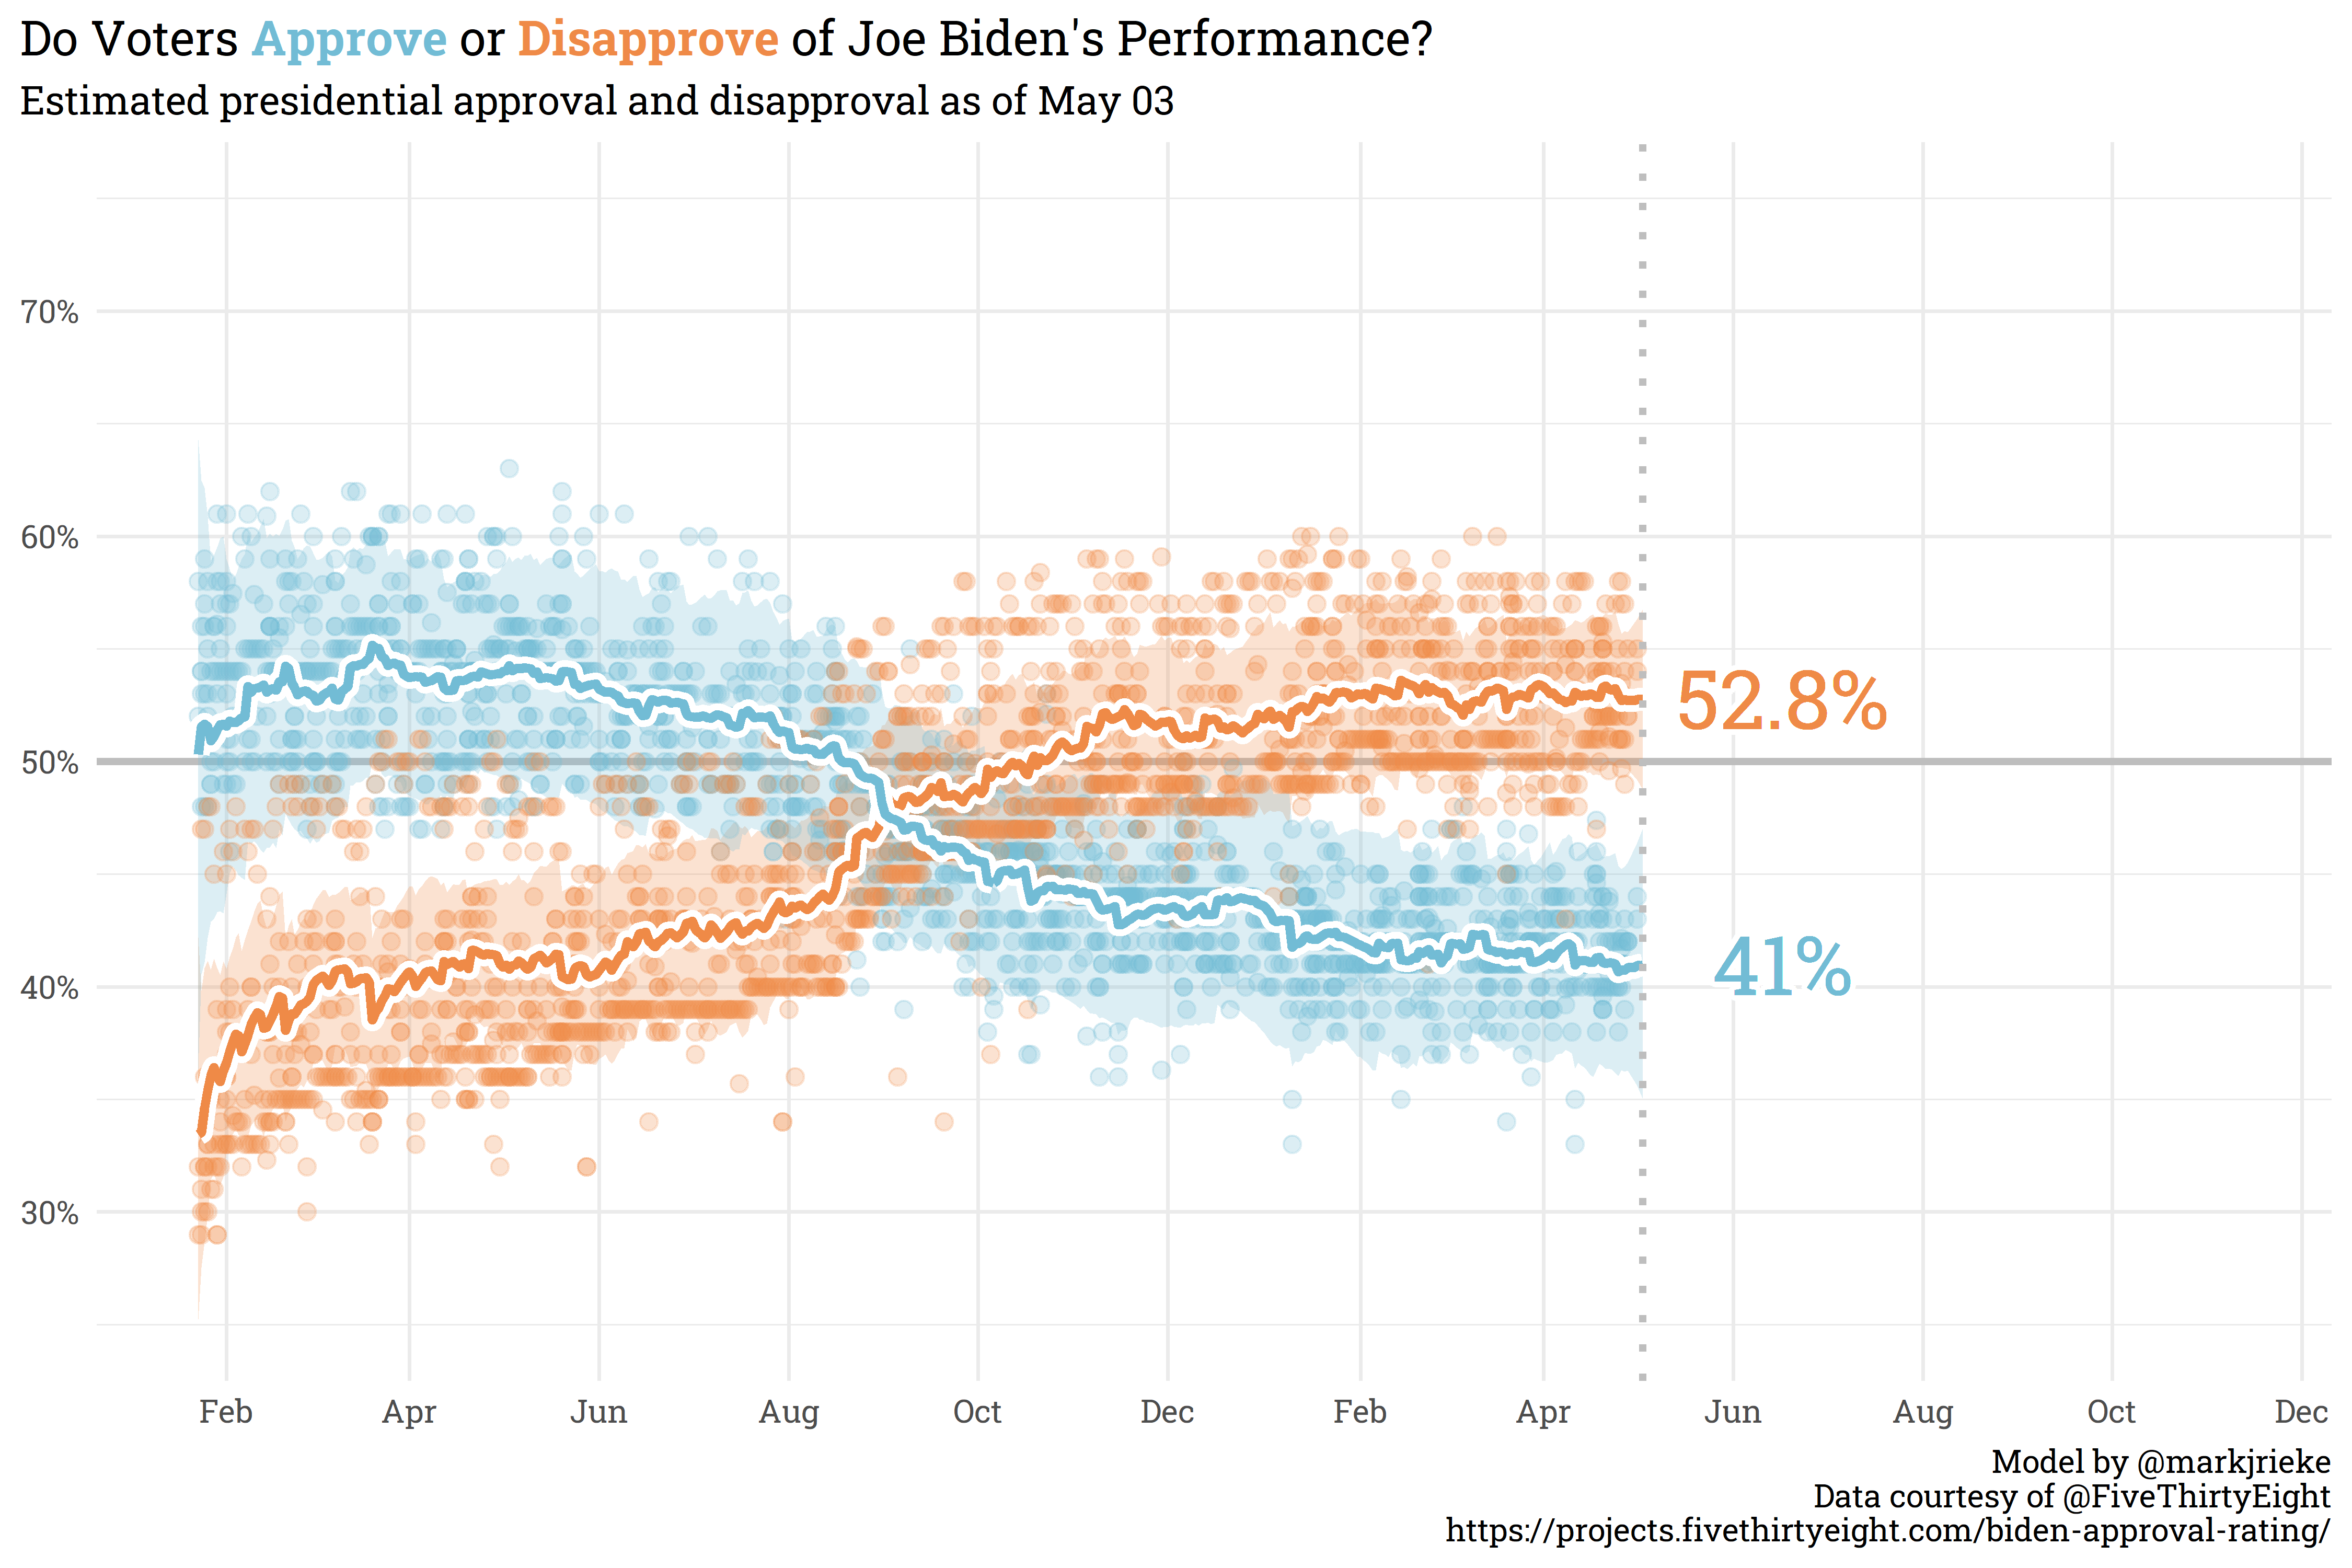 Do Voters Approve or Disapprove of Joe Biden's Performance?
Estimated presidential approval and disapproval as of May 03
70%
60%
50%
40%
30%
52.8%
41%
Feb Apr Jun Aug Oct Dec Feb Apr Jun Aug Oct Dec
Model by @markjrieke
Data courtesy of @FiveThirtyEight
https://projects.fivethirtyeight.com/biden-approval-rating/